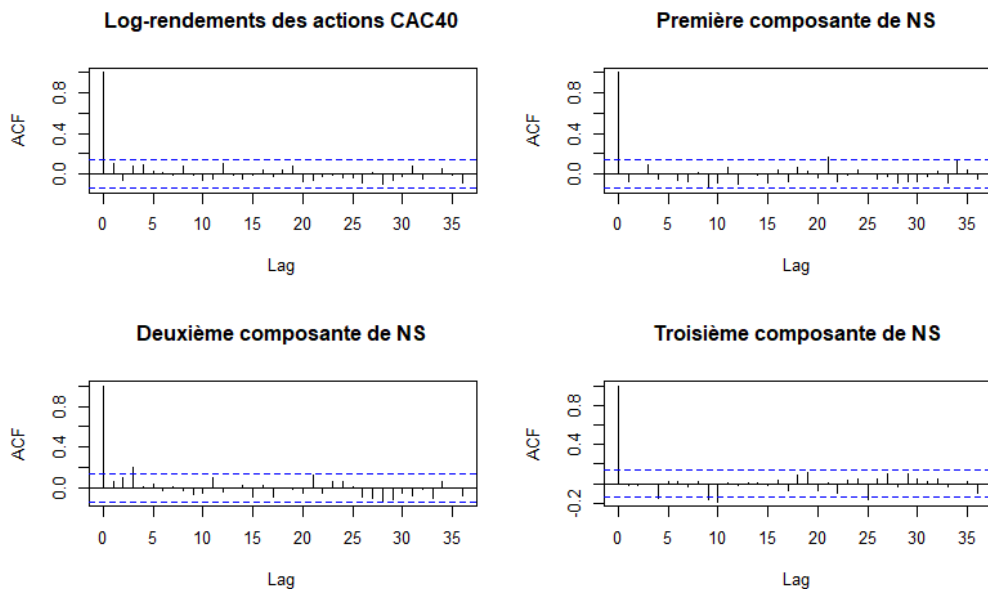 Log-rendements des actions CAC40
ACF
0.0 0.4 0.8
0 5 10 15 20 25 30 35
Lag
Première composante de NS
ACF
0.0 0.4 0.8
0 5 10 15 20 25 30 35
Lag
Deuxième composante de NS
ACF
0.0 0.4 0.8
0 5 10 15 20 25 30 35
Lag
Troisième composante de NS
ACF
-0.2 0.4 0.8
0 5 10 15 20 25 30 35
Lag